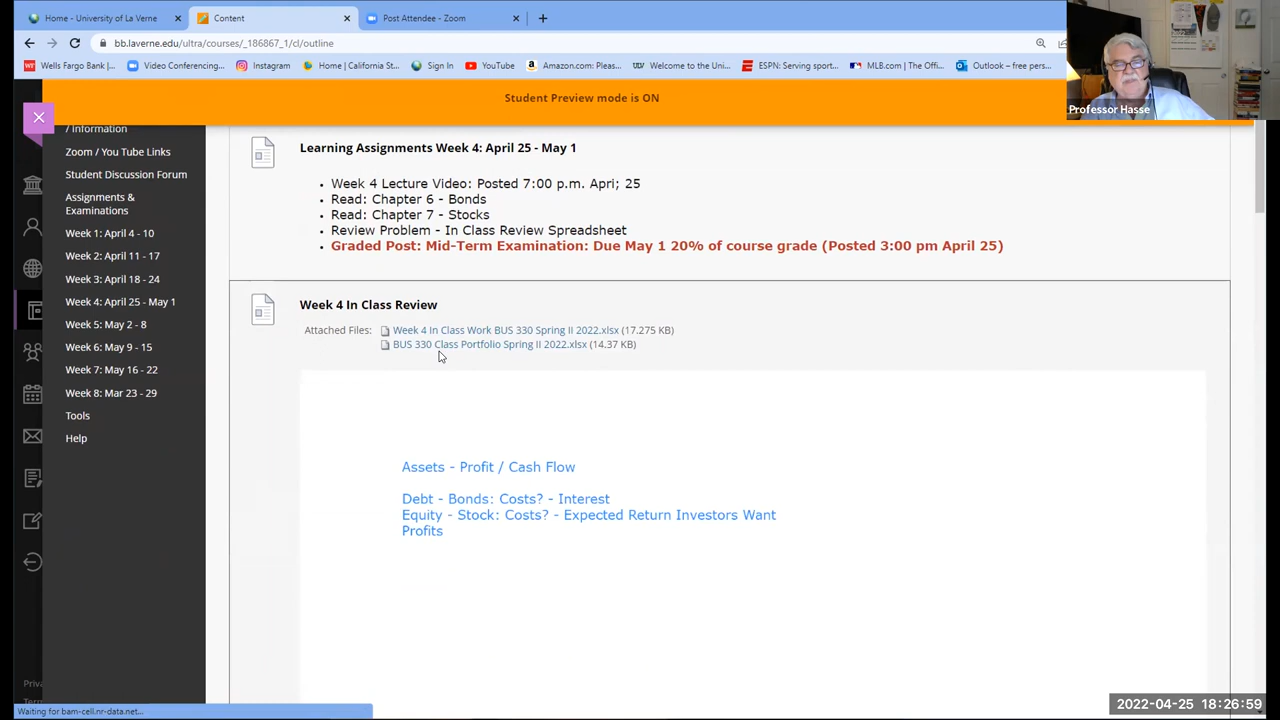 Home - University of La Verne
Content
Post Attendee - Zoom
bb.laverne.edu/ultra/courses/_186867_1/cl/outline
Wells Fargo Bank |...
Video Conferencing...
Instagram
Home | California St...
Sign In
YouTube
Amazon.com: Pleas...
Welcome to the Uni...
ESPN: Serving sport...
MLB.com | The Offi...
Outlook – free pers...
Student Preview mode is ON
Professor Hasse
/ Information
Zoom / You Tube Links
Student Discussion Forum
Assignments &
Examinations
Week 1: April 4 - 10
Week 2: April 11 - 17
Week 3: April 18 - 24
Week 4: April 25 - May 1
Week 5: May 2 - 8
Week 6: May 9 - 15
Week 7: May 16 - 22
Week 8: Mar 23 - 29
Tools
Help
Learning Assignments Week 4: April 25 - May 1
Week 4 Lecture Video: Posted 7:00 p.m. Apri; 25
Read: Chapter 6 - Bonds
Read: Chapter 7 - Stocks
Review Problem - In Class Review Spreadsheet
Graded Post: Mid-Term Examination: Due May 1 20% of course grade (Posted 3:00 pm April 25)
Week 4 In Class Review
Attached Files: Week 4 In Class Work BUS 330 Spring II 2022.xlsx (17.275 KB)
BUS 330 Class Portfolio Spring II 2022.xlsx (14.37 KB)
Assets - Profit / Cash Flow
Debt - Bonds: Costs? - Interest
Equity - Stock: Costs? - Expected Return Investors Want
Profits
Priva
Waiting for bam-cell.nr-data.net...
2022-04-25 18:26:59